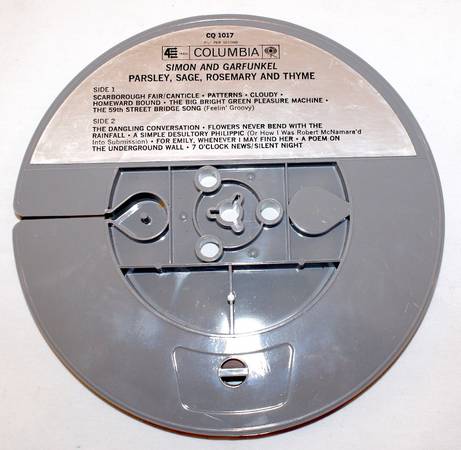 CQ 1017
4 TRACK COLUMBIA
SIMON AND GARFUNKEL
PARSLEY, SAGE, ROSEMARY AND THYME
SIDE 1
SCARBOROUGH FAIR/CANTICLE • PATTERNS • CLOUDY •
HOMEWARD BOUND • THE BIG BRIGHT GREEN PLEASURE MACHINE •
THE 59th STREET BRIDGE SONG (Feelin' Groovy)
SIDE 2
THE DANGLING CONVERSATION • FLOWERS NEVER BEND WITH THE
RAINFALL • A SIMPLE DESULTORY PHILIPPIC (Or How I Was Robert McNamara'd
Into Submission) • FOR EMILY, WHENEVER I MAY FIND HER • A POEM ON
THE UNDERGROUND WALL • 7 O'CLOCK NEWS/SILENT NIGHT